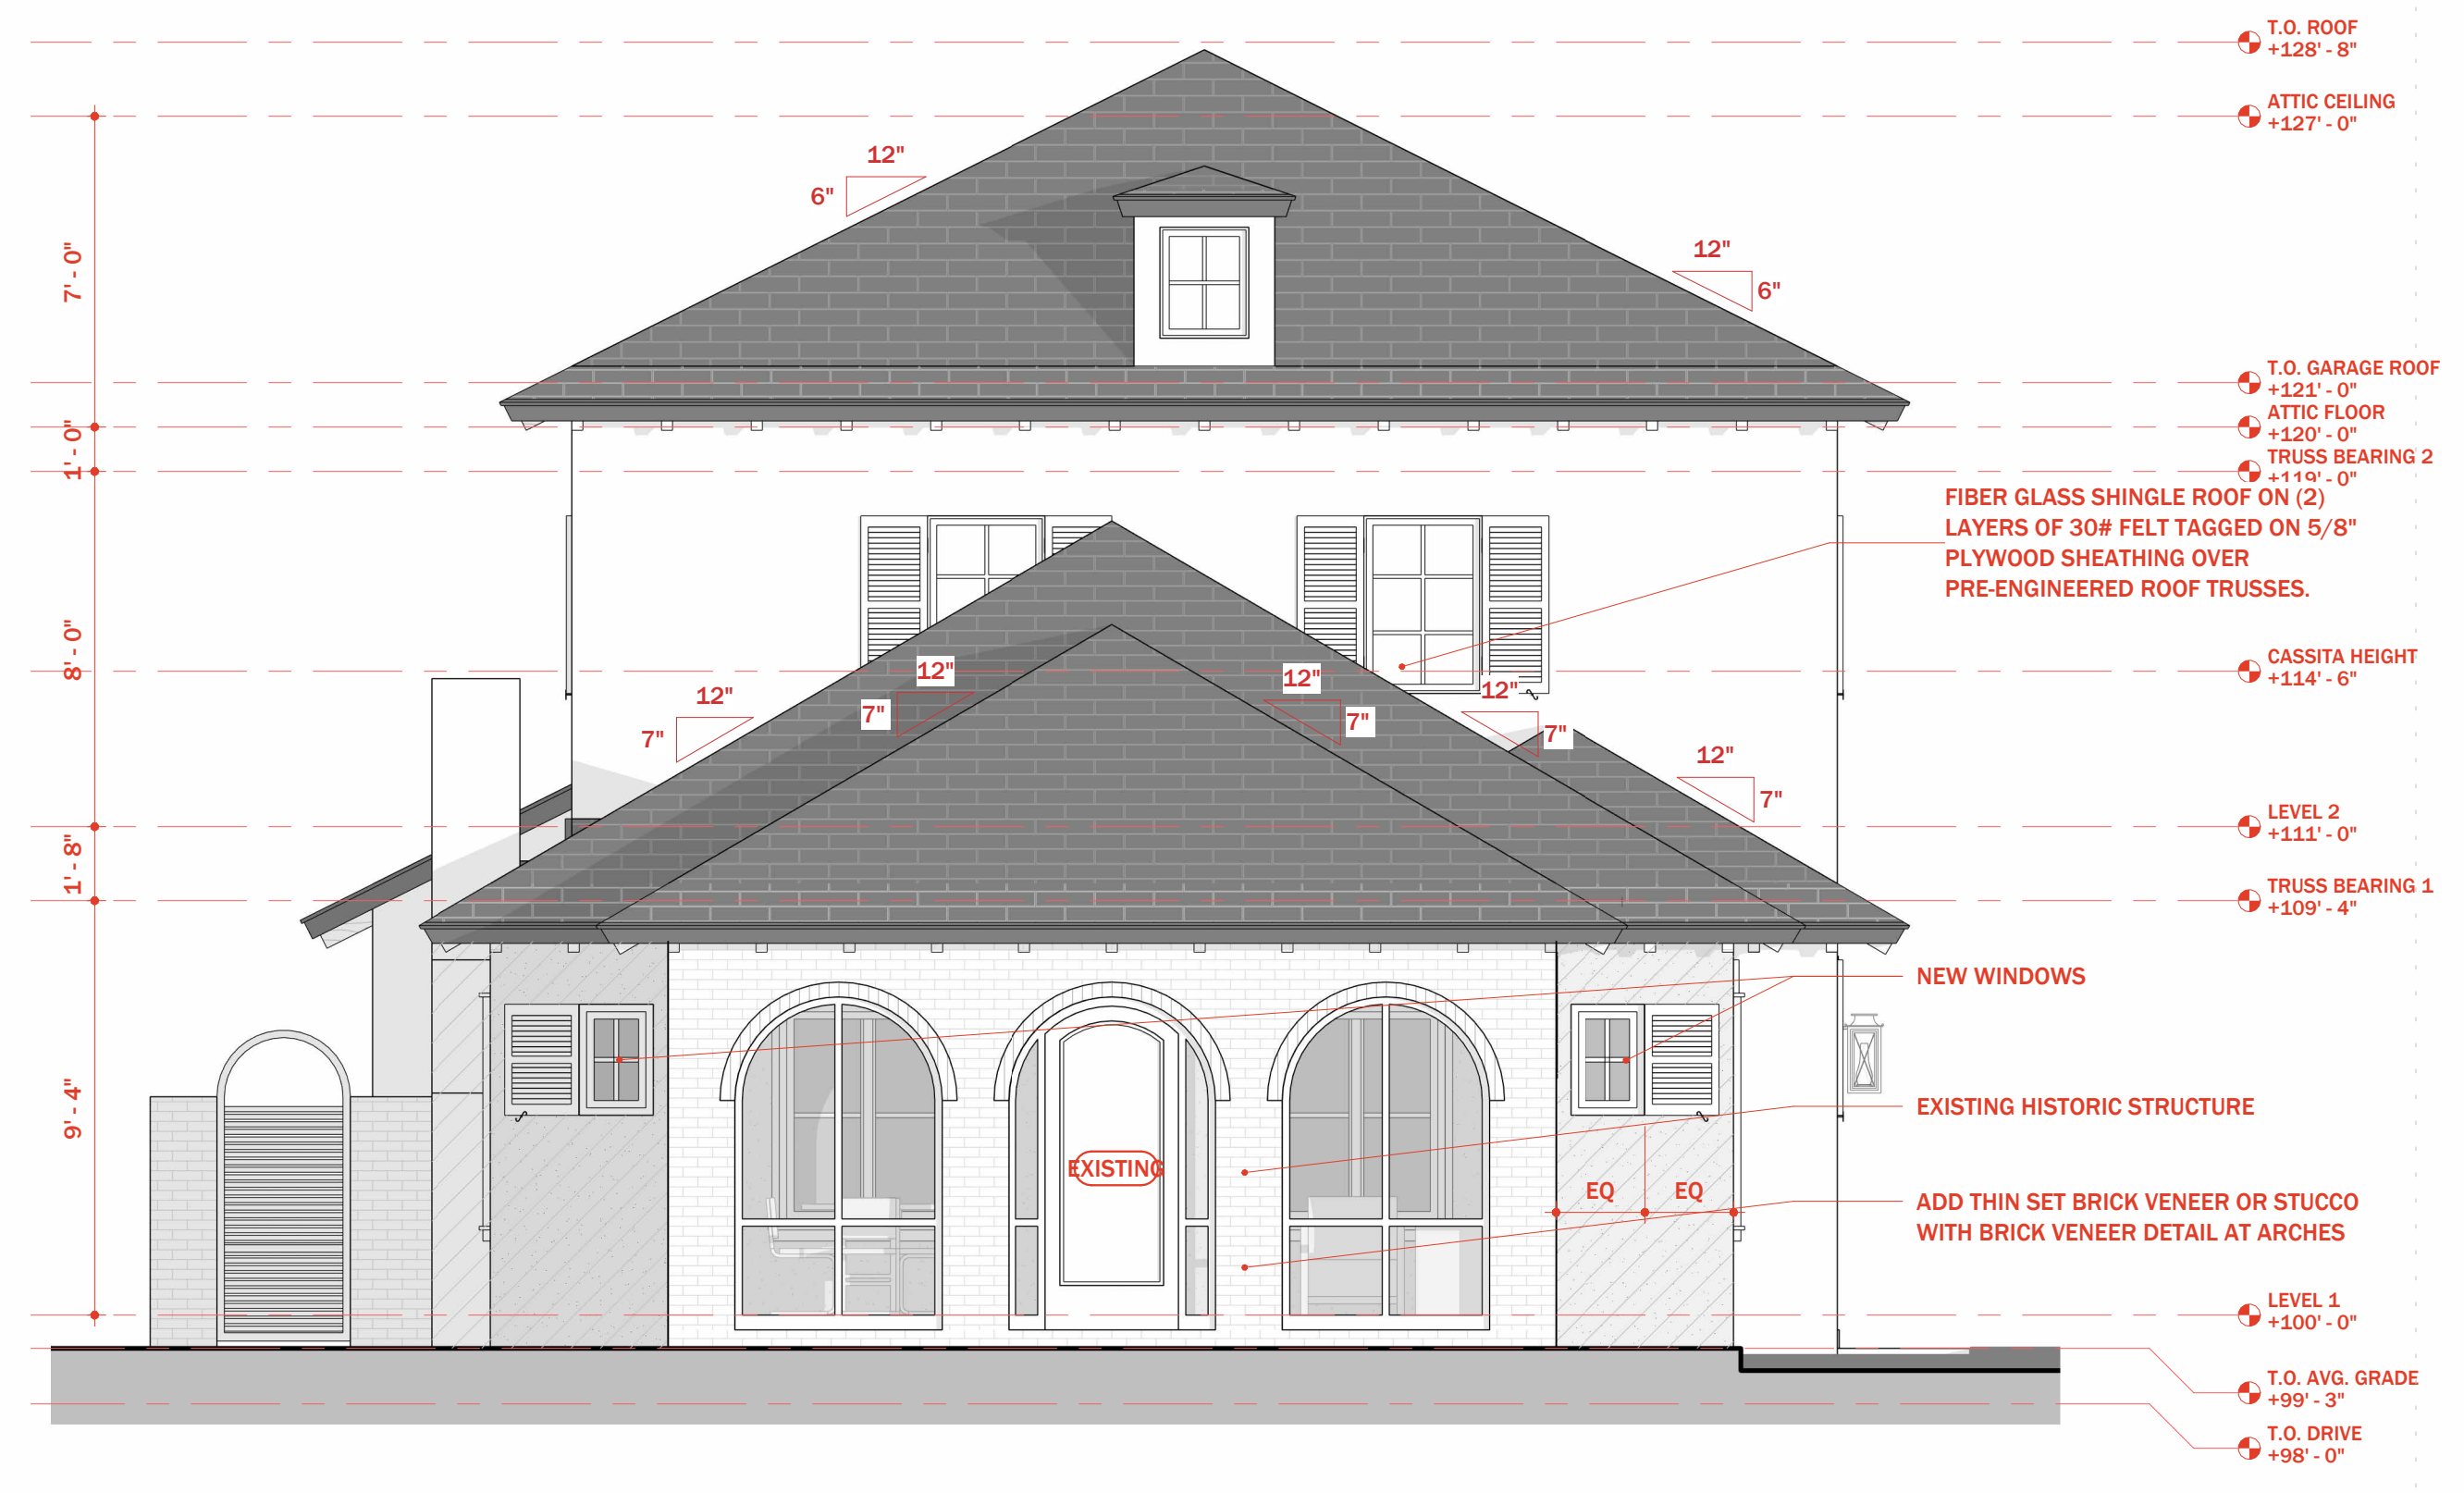 T.O. ROOF
+128' - 8"
ATTIC CEILING
+127' - 0"
12"
6"
12"
6"
7' - 0"
T.O. GARAGE ROOF
+121' - 0"
ATTIC FLOOR
+120' - 0"
1' - 0"
TRUSS BEARING 2
+119' - 0"
FIBER GLASS SHINGLE ROOF ON (2)
LAYERS OF 30# FELT TAGGED ON 5/8"
PLYWOOD SHEATHING OVER
PRE-ENGINEERED ROOF TRUSSES.
8' - 0"
CASSITA HEIGHT
+114' - 6"
12"
7"
12"
7"
12"
7"
12"
7"
12"
7"
LEVEL 2
+111' - 0"
1' - 8"
TRUSS BEARING 1
+109' - 4"
NEW WINDOWS
9' - 4"
EXISTING HISTORIC STRUCTURE
EXISTING
EQ
EQ
ADD THIN SET BRICK VENEER OR STUCCO
WITH BRICK VENEER DETAIL AT ARCHES
LEVEL 1
+100' - 0"
T.O. AVG. GRADE
+99' - 3"
T.O. DRIVE
+98' - 0"